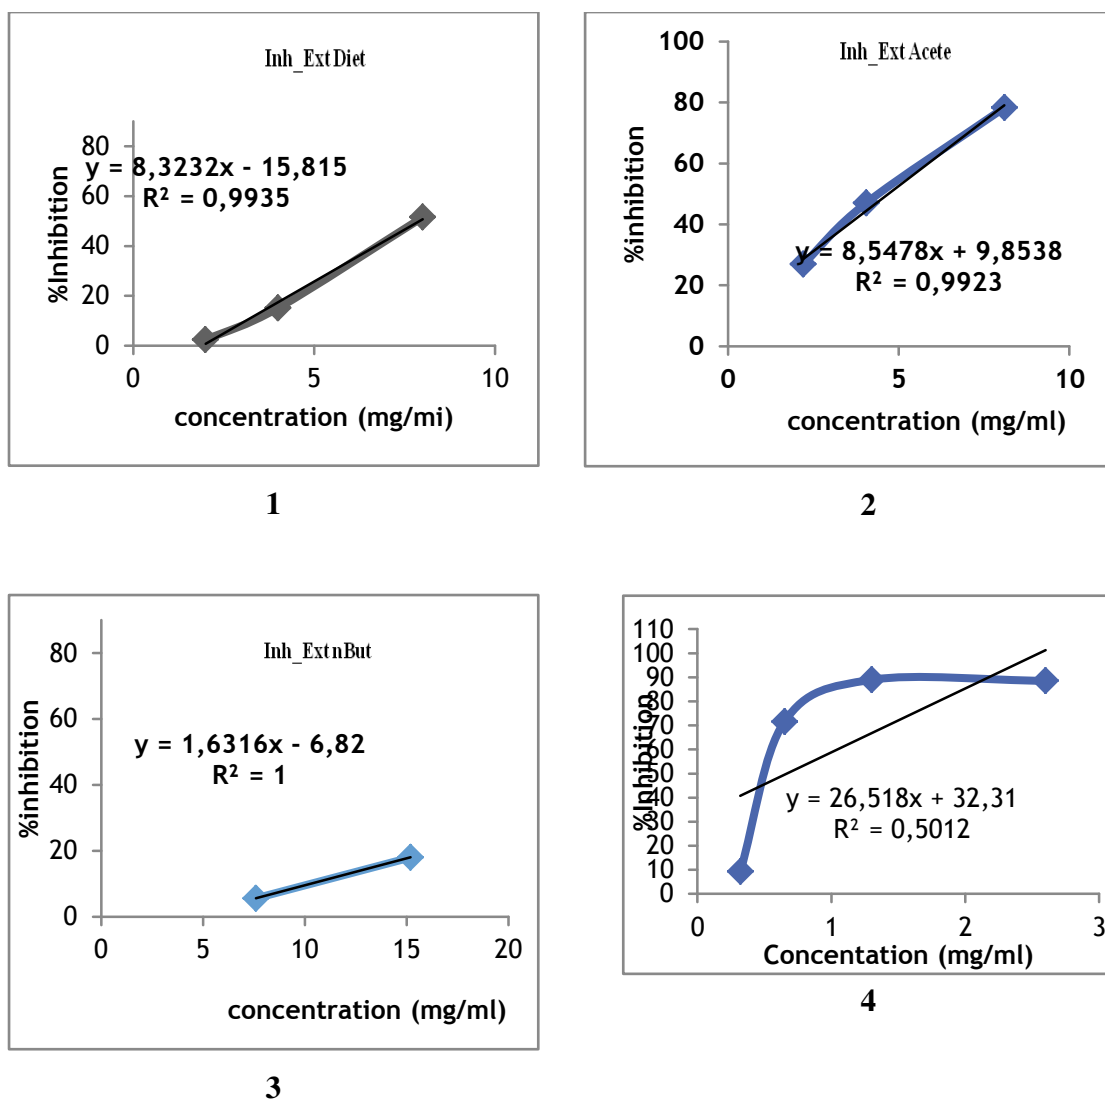 Inh_ExtDiet
80
60
40
20
0
%Inhibition
y = 8,3232x - 15,815
R² = 0,9935
0 5 10
concentration (mg/mi)
1
Inh_ExtAcete
100
80
60
40
20
0
%inhibition
y = 8,5478x + 9,8538
R² = 0,9923
0 5 10
concentration (mg/ml)
2
Inh_ExtnBut
80
60
40
20
0
%inhibition
y = 1,6316x - 6,82
R² = 1
0 5 10 15 20
concentration (mg/ml)
3
110
100
90
80
70
60
50
40
30
20
10
0
%Inhibition
y = 26,518x + 32,31
R² = 0,5012
0 1 2 3
Concentation (mg/ml)
4